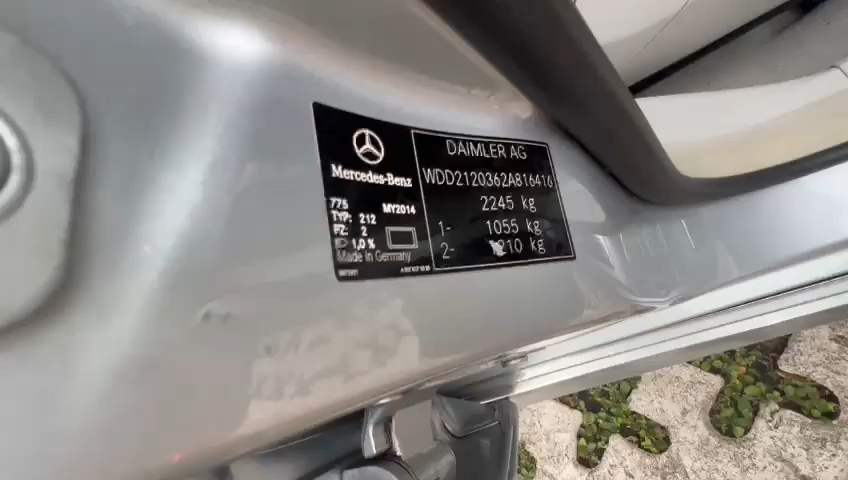 Mercedes-Benz
775
MY2014
TYP: 212
FZ: 2
1,0 %
Made in Germany
DAIMLER AG
WDD2120362A816416
2245 kg
1- 1055 kg
2- 210 kg